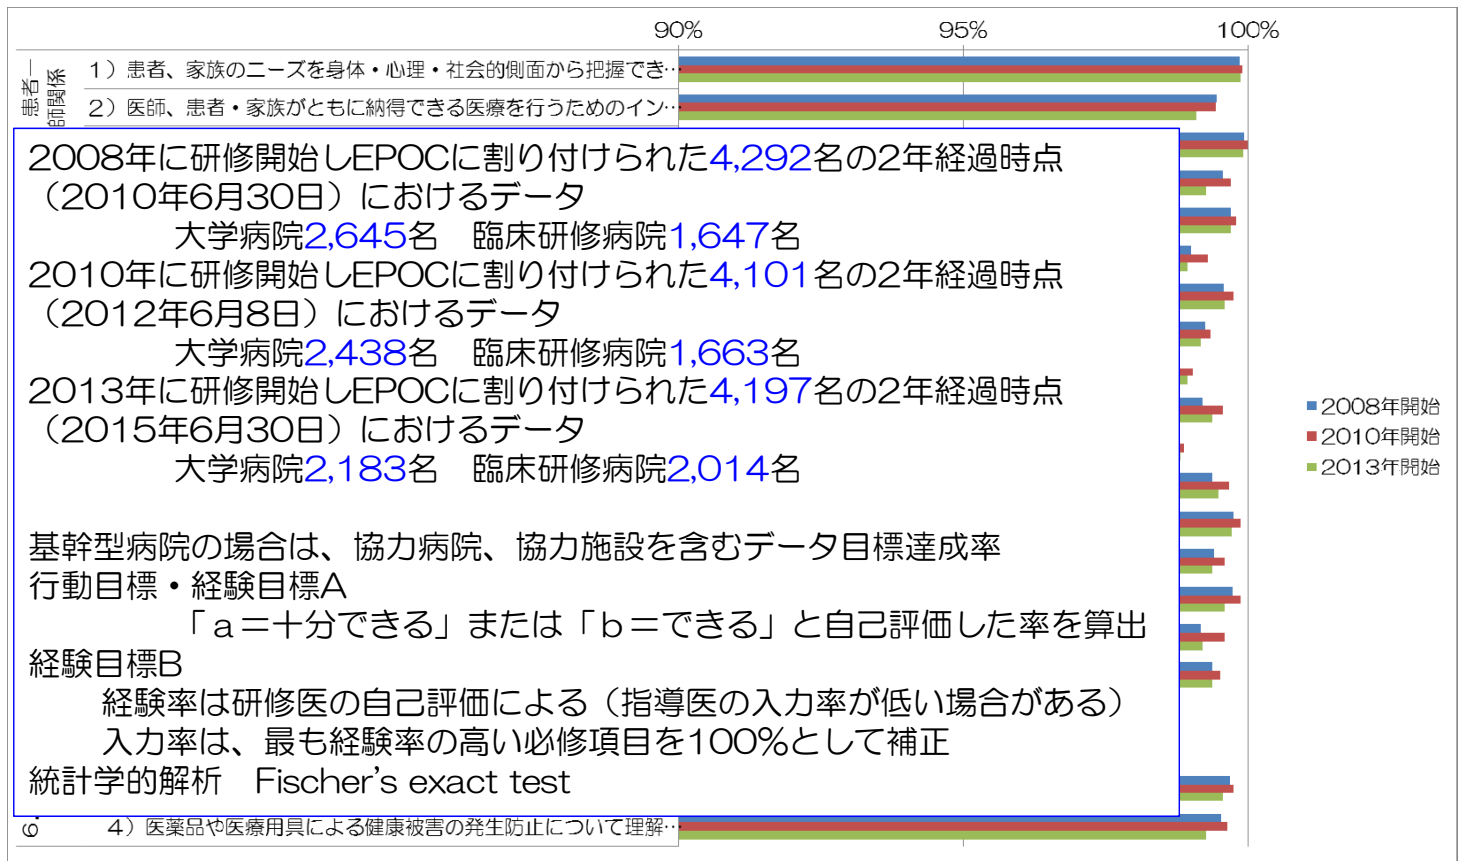 90% 95% 100%
患者－
師関係
1）患者、家族のニーズを身体・心理・社会的側面から把握でき…
2）医師、患者・家族がともに納得できる医療を行うためのイン…
2008年に研修開始しEPOCに割り付けられた4,292名の2年経過時点
（2010年6月30日）におけるデータ
大学病院2,645名　臨床研修病院1,647名
2010年に研修開始しEPOCに割り付けられた4,101名の2年経過時点
（2012年6月8日）におけるデータ
大学病院2,438名　臨床研修病院1,663名
2013年に研修開始しEPOCに割り付けられた4,197名の2年経過時点
（2015年6月30日）におけるデータ
大学病院2,183名　臨床研修病院2,014名
基幹型病院の場合は、協力病院、協力施設を含むデータ目標達成率
行動目標・経験目標A
「ａ＝十分できる」または「ｂ＝できる」と自己評価した率を算出
経験目標B
経験率は研修医の自己評価による（指導医の入力率が低い場合がある）
入力率は、最も経験率の高い必修項目を100%として補正
統計学的解析　Fischer's exact test
6.
4）医薬品や医療用具による健康被害の発生防止について理解…
2008年開始
2010年開始
2013年開始